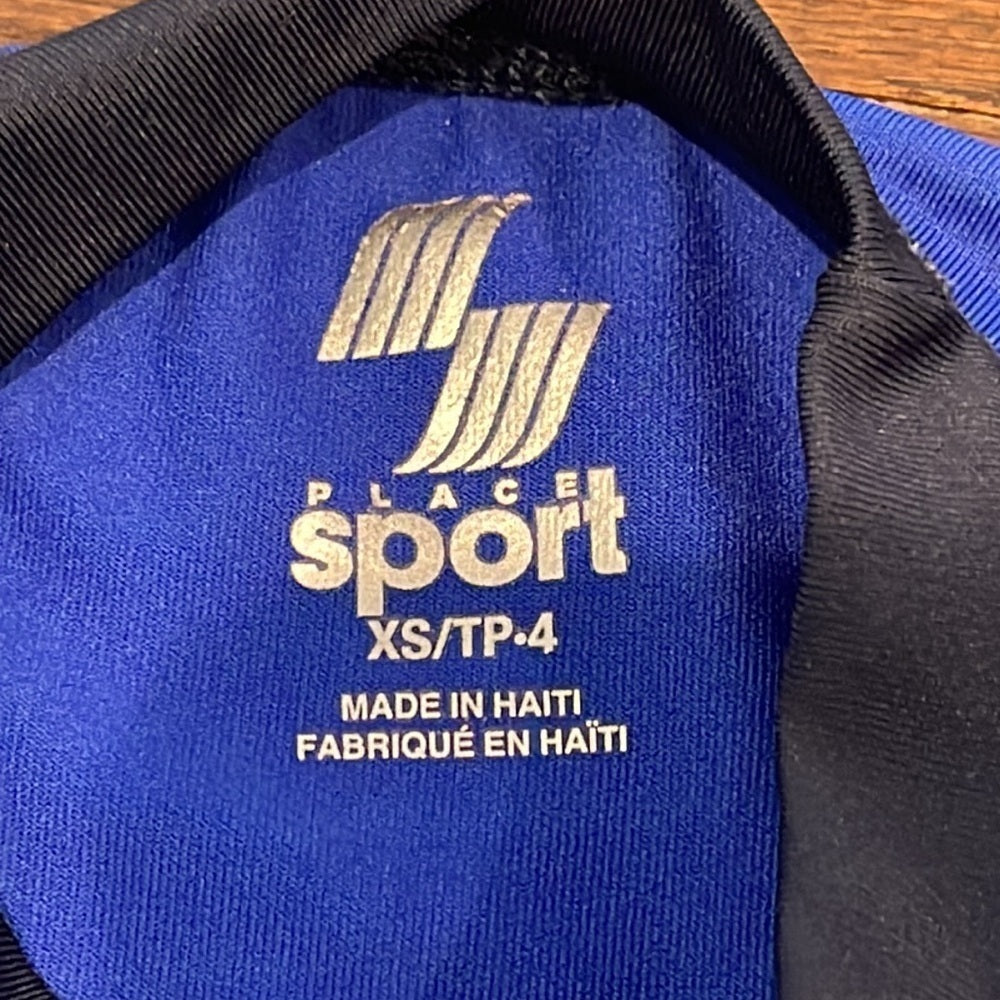 PLACE
sport
XS/TP•4
MADE IN HAITI
FABRIQUÉ EN HAÏTI